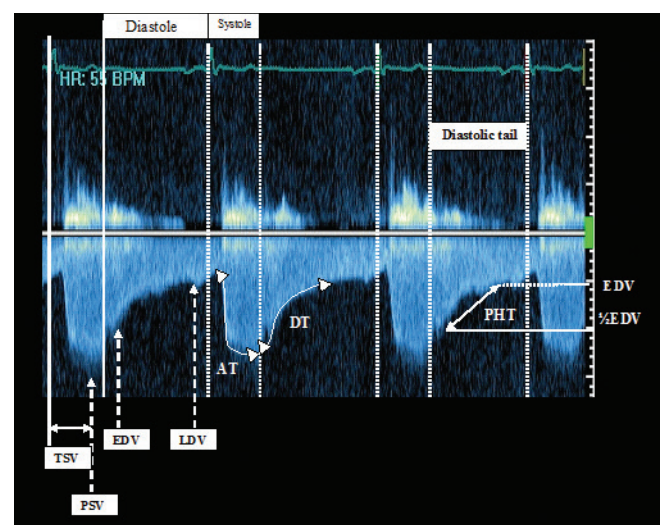 Diastole
Systole
HR: 55 BPM
Diastolic tail
EDV
PHT
½EDV
DT
AT
EDV
LDV
TSV
PSV